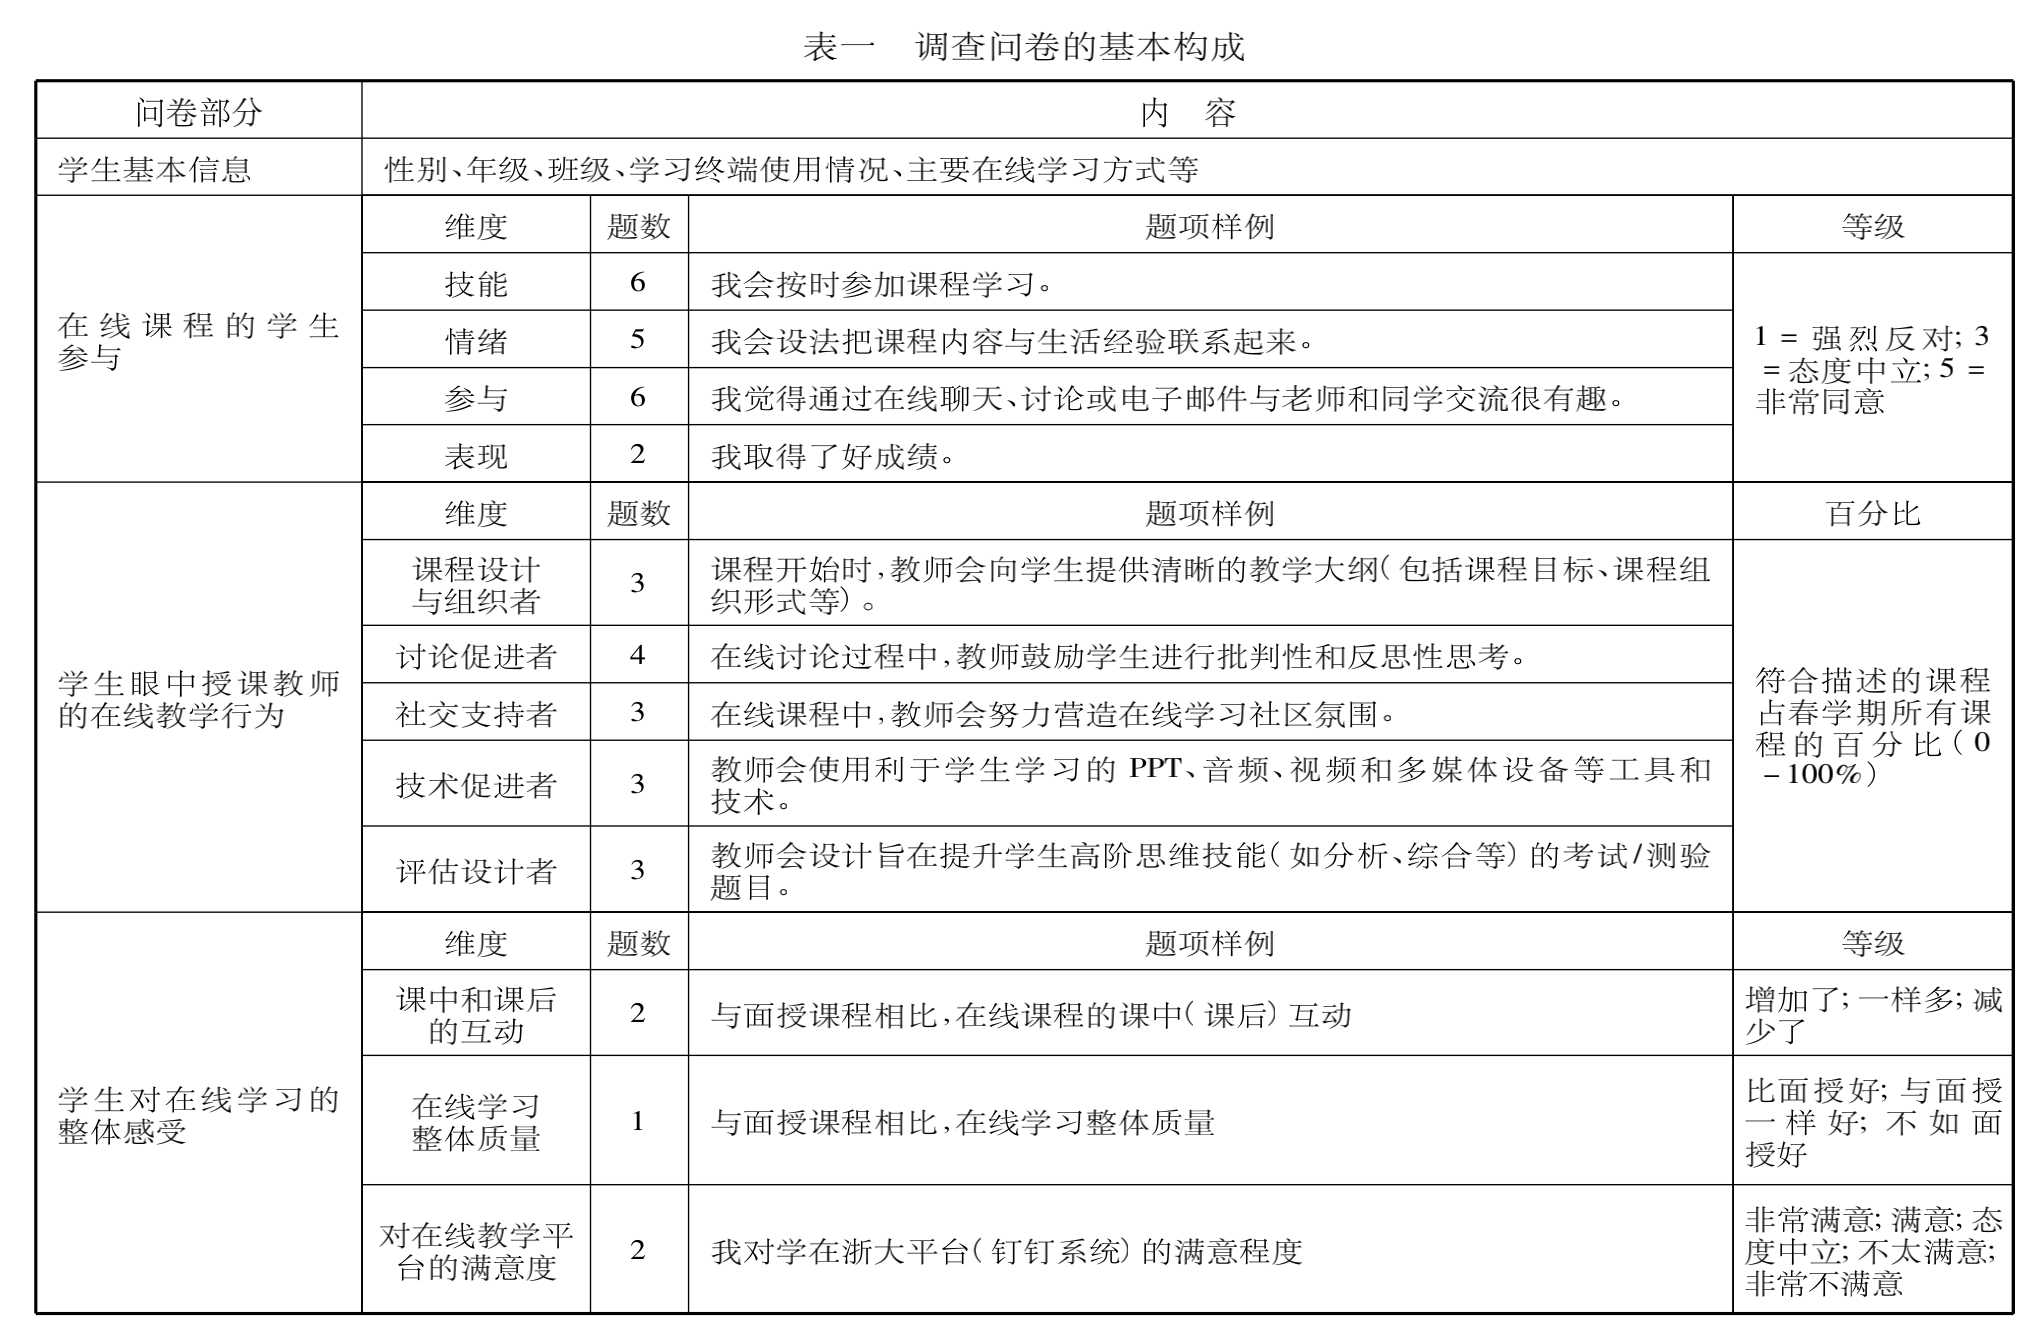 表一 调查问卷的基本构成
问卷部分 内 容
学生基本信息 性别、年级、班级、学习终端使用情况、主要在线学习方式等
在线课程的学生
参与
维度 题数 题项样例 等级
技能 6 我会按时参加课程学习。
情绪 5 我会设法把课程内容与生活经验联系起来。
参与 6 我觉得通过在线聊天、讨论或电子邮件与老师和同学交流很有趣。
表现 2 我取得了好成绩。
1 = 强烈反对; 3
= 态度中立; 5 =
非常同意
学生眼中授课教师
的在线教学行为
维度 题数 题项样例 百分比
课程设计
与组织者
3
课程开始时,教师会向学生提供清晰的教学大纲(包括课程目标、课程组
织形式等)。
讨论促进者 4 在线讨论过程中,教师鼓励学生进行批判性和反思性思考。
社交支持者 3 在线课程中,教师会努力营造在线学习社区氛围。
技术促进者 3
教师会使用利于学生学习的 PPT、音频、视频和多媒体设备等工具和
技术。
评估设计者 3
教师会设计旨在提升学生高阶思维技能(如分析、综合等)的考试/测验
题目。
符合描述的课程
占春学期所有课
程的百分比(0
-100%)
学生对在线学习的
整体感受
维度 题数 题项样例 等级
课中和课后
的互动
2 与面授课程相比,在线课程的课中(课后)互动
增加了; 一样多; 减
少了
在线学习
整体质量
1 与面授课程相比,在线学习整体质量
比面授好; 与面授
一样好; 不如面
授好
对在线教学平
台的满意度
2 我对学在浙大平台(钉钉系统)的满意程度
非常满意; 满意; 态
度中立; 不太满意;
非常不满意